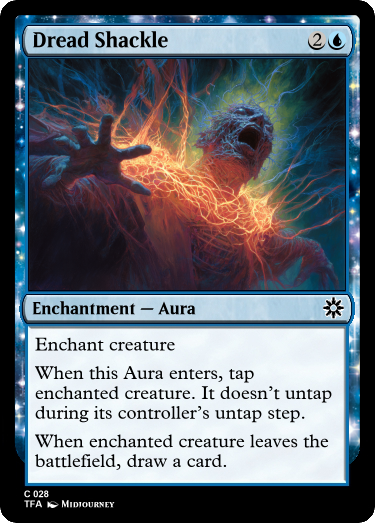 Dread Shackle 2
Enchantment — Aura
Enchant creature
When this Aura enters, tap
enchanted creature. It doesn't untap
during its controller's untap step.
When enchanted creature leaves the
battlefield, draw a card.
C 028
TFA Midjourney